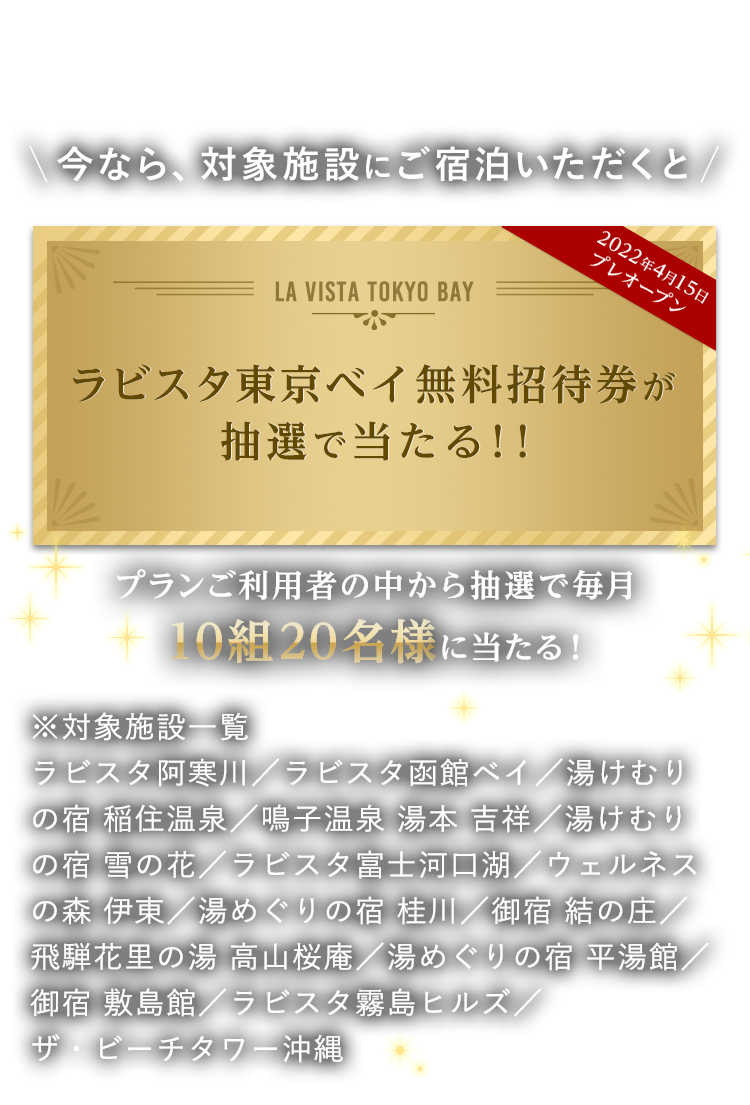 \ 今なら、対象施設にご宿泊いただくと /
2022年4月15日
プレオープン
LA VISTA TOKYO BAY
ラビスタ東京ベイ無料招待券が
抽選で当たる!!
プランご利用者の中から抽選で毎月
10組20名様に当たる!
※対象施設一覧
ラビスタ阿寒川／ラビスタ函館ベイ／湯けむり
の宿 稲住温泉／鳴子温泉 湯本 吉祥／湯けむり
の宿 雪の花／ラビスタ富士河口湖／ウェルネス
の森 伊東／湯めぐりの宿 桂川／御宿 結の庄／
飛騨花里の湯 高山桜庵／湯めぐりの宿 平湯館／
御宿 敷島館／ラビスタ霧島ヒルズ／
ザ・ビーチタワー沖縄